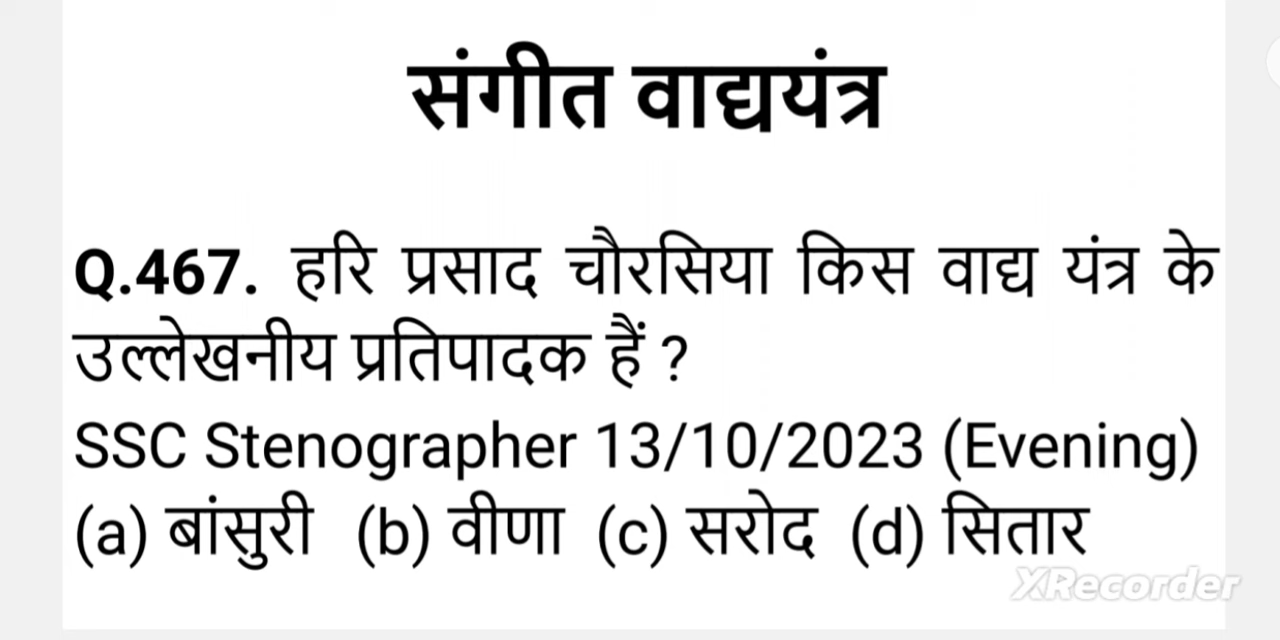 संगीत वाद्ययंत्र
Q.467. हरि प्रसाद चौरसिया किस वाद्य यंत्र के
उल्लेखनीय प्रतिपादक हैं ?
SSC Stenographer 13/10/2023 (Evening)
(a) बांसुरी (b) वीणा (c) सरोद (d) सितार
XRecorder